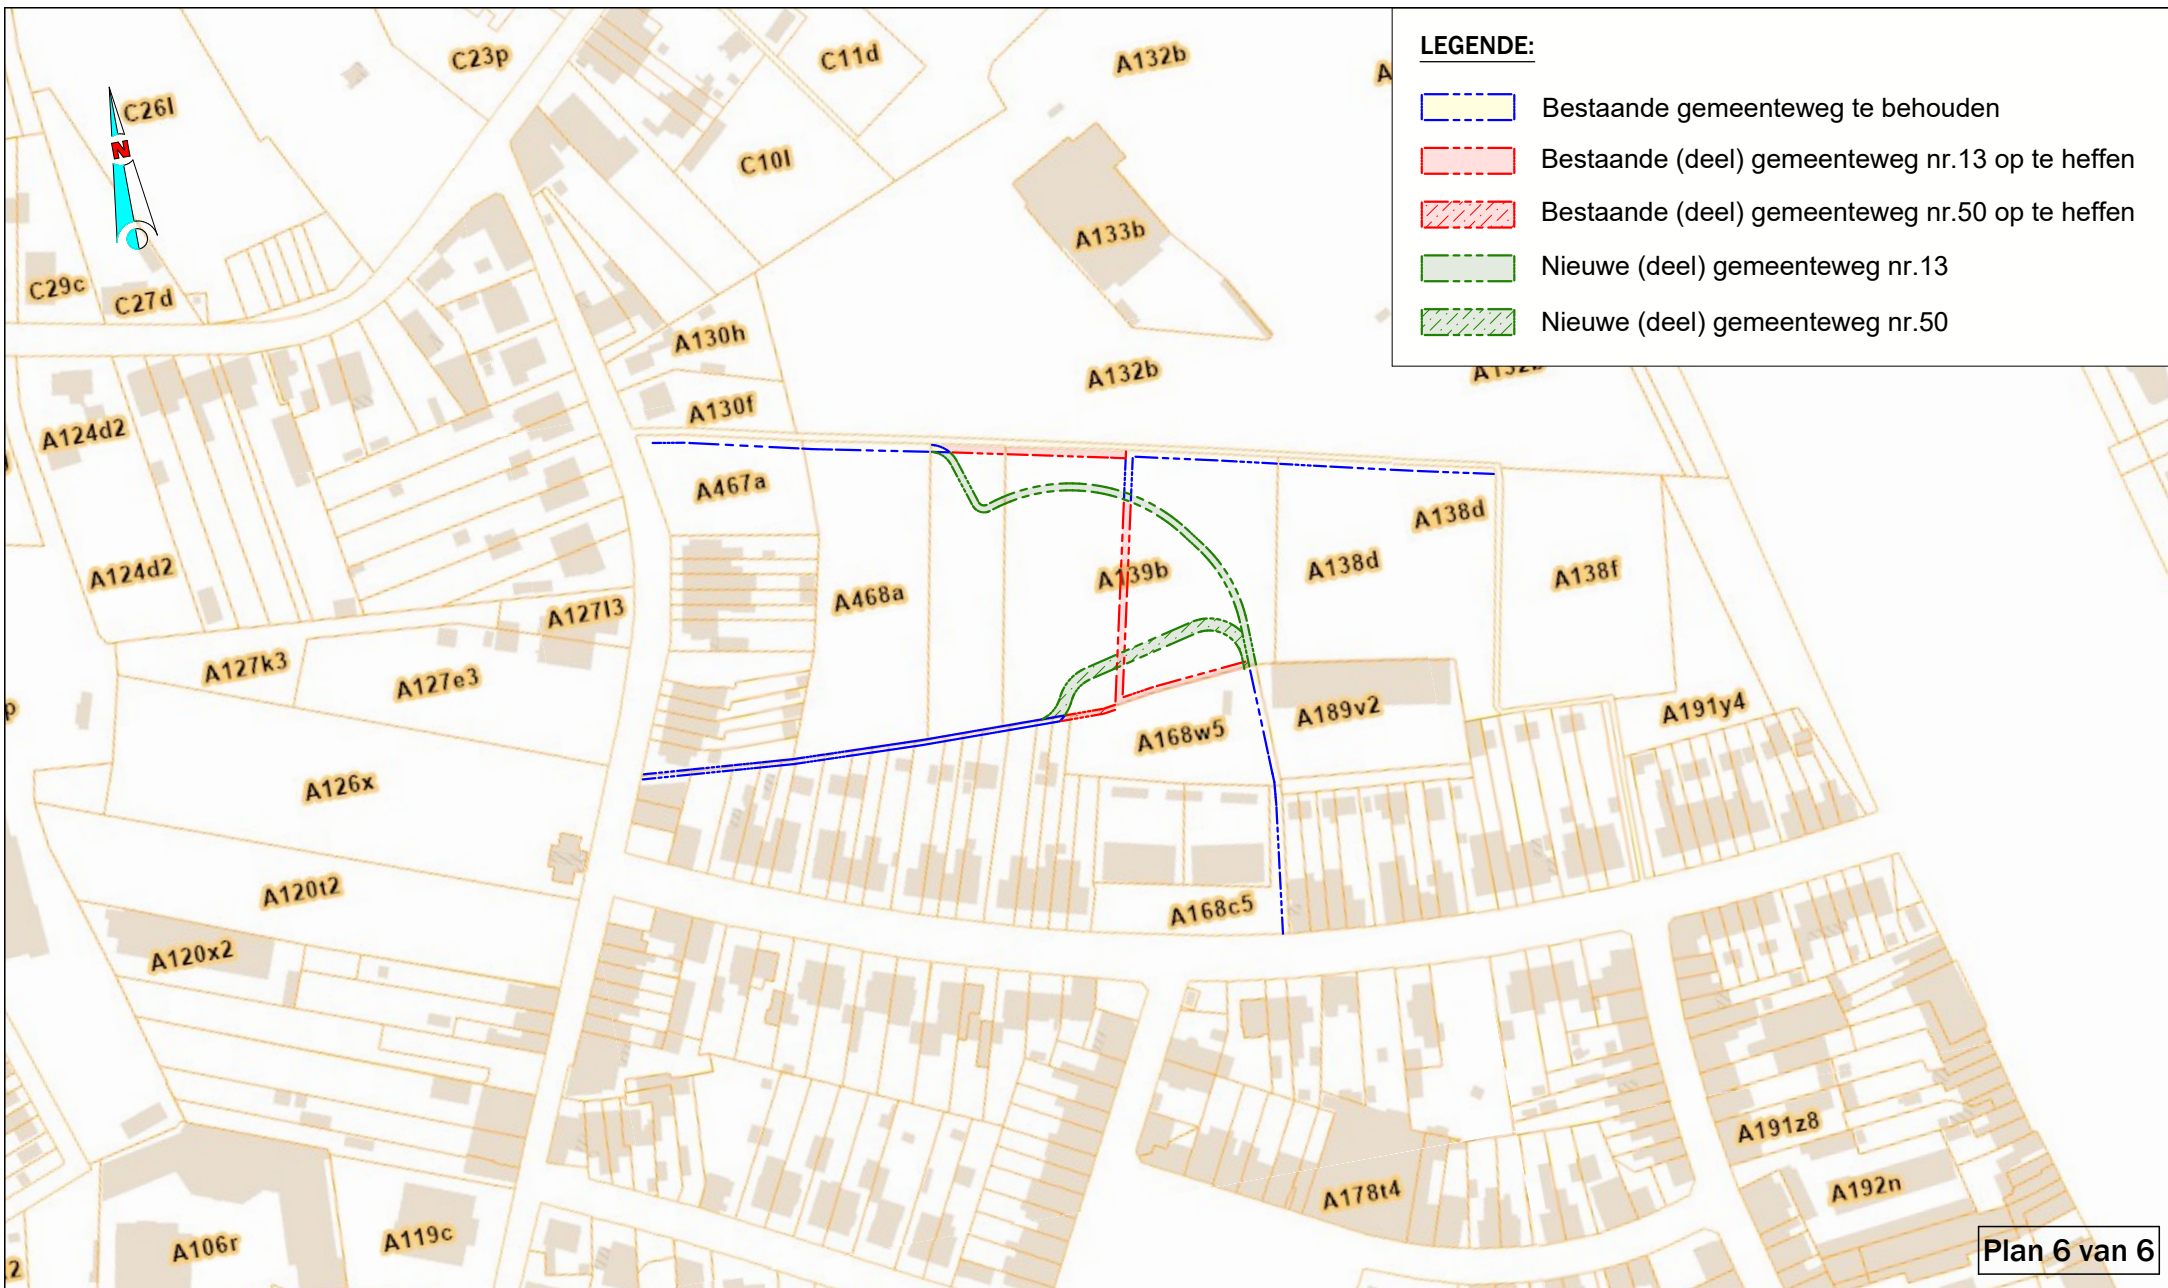 LEGENDE:
Bestaande gemeenteweg te behouden
Bestaande (deel) gemeenteweg nr.13 op te heffen
Bestaande (deel) gemeenteweg nr.50 op te heffen
Nieuwe (deel) gemeenteweg nr.13
Nieuwe (deel) gemeenteweg nr.50
C23p
C11d
A132b
A
C26l
N
C10l
A133b
C29c
C27d
A130h
A132b
A132b
A130f
A124d2
A467a
A138d
A124d2
A139b
A138d
A138f
A468a
A127l3
A127k3
A127e3
p
A189v2
A191y4
A168w5
A126x
A120t2
A168c5
A120x2
A191z8
A178t4
A192n
A106r
A119c
2
Plan 6 van 6